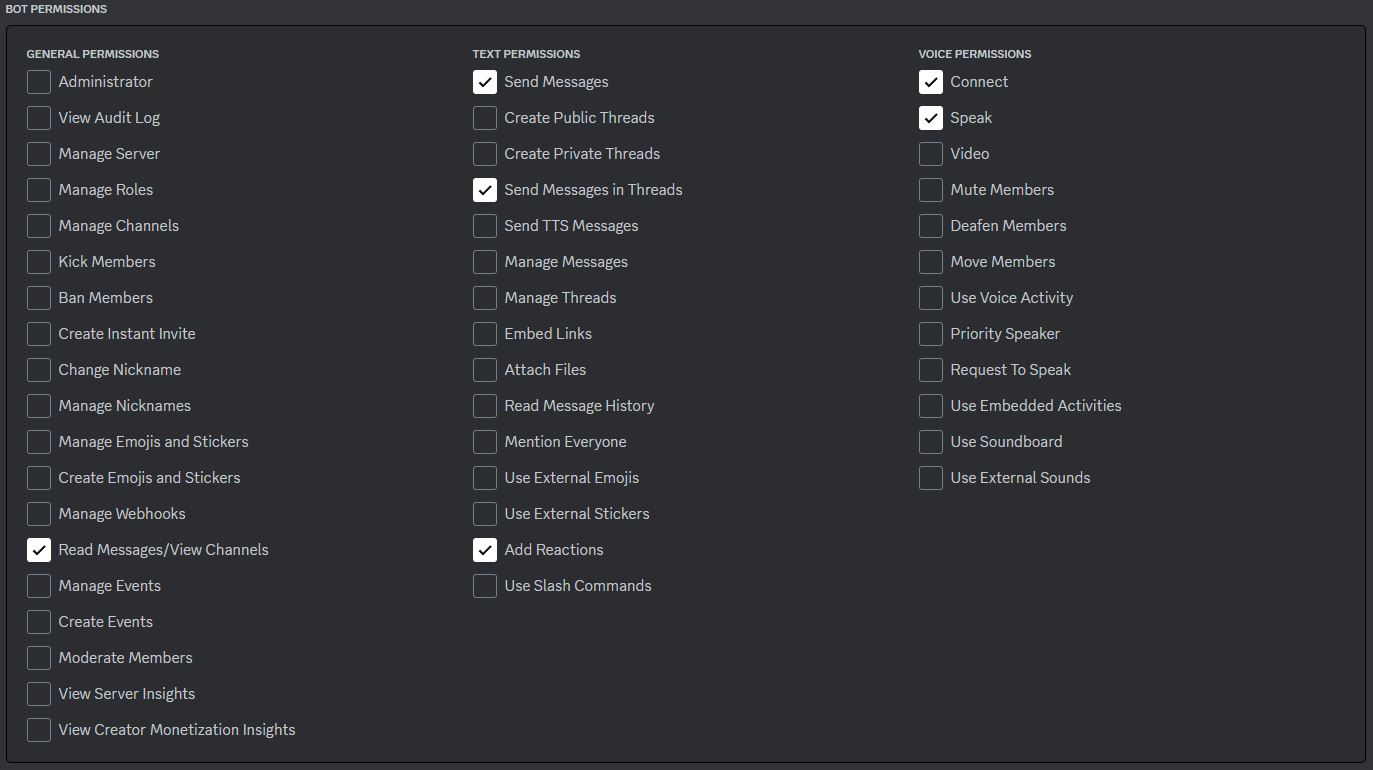 BOT PERMISSIONS
GENERAL PERMISSIONS
Administrator
View Audit Log
Manage Server
Manage Roles
Manage Channels
Kick Members
Ban Members
Create Instant Invite
Change Nickname
Manage Nicknames
Manage Emojis and Stickers
Create Emojis and Stickers
Manage Webhooks
Read Messages/View Channels
Manage Events
Create Events
Moderate Members
View Server Insights
View Creator Monetization Insights
TEXT PERMISSIONS
Send Messages
Create Public Threads
Create Private Threads
Send Messages in Threads
Send TTS Messages
Manage Messages
Manage Threads
Embed Links
Attach Files
Read Message History
Mention Everyone
Use External Emojis
Use External Stickers
Add Reactions
Use Slash Commands
VOICE PERMISSIONS
Connect
Speak
Video
Mute Members
Deafen Members
Move Members
Use Voice Activity
Priority Speaker
Request To Speak
Use Embedded Activities
Use Soundboard
Use External Sounds